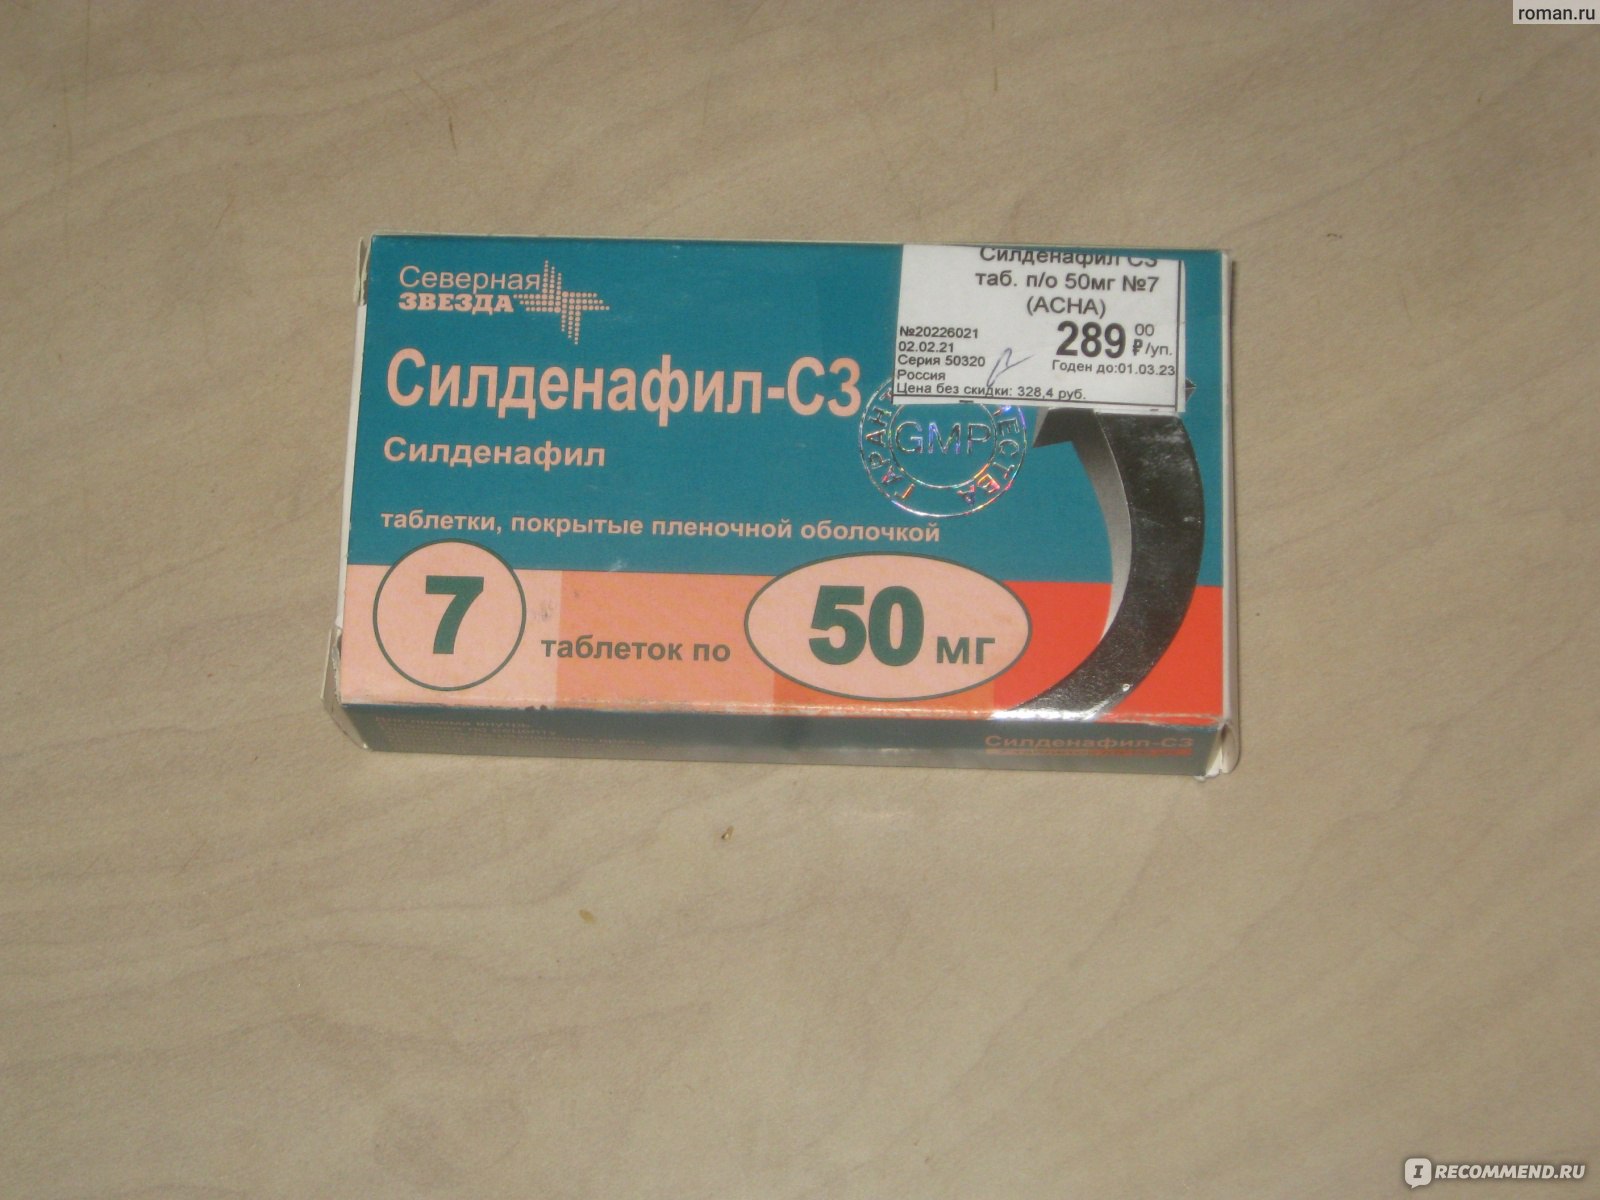 roman.ru
Северная
ЗВЕЗДА
Силденафил-СЗ
Силденафил
таблетки, покрытые пленочной оболочкой
7 таблеток по 50 мг
Силденафил СЗ
таб. п/о 50мг №7
(АСНА)
289 00 ₽/уп.
№20226021
02.02.21
Серия 50320
Россия
Годен до:01.03.23
Цена без скидки: 328,4 руб.
GMP
Силденафил-СЗ
IRECOMMEND.RU